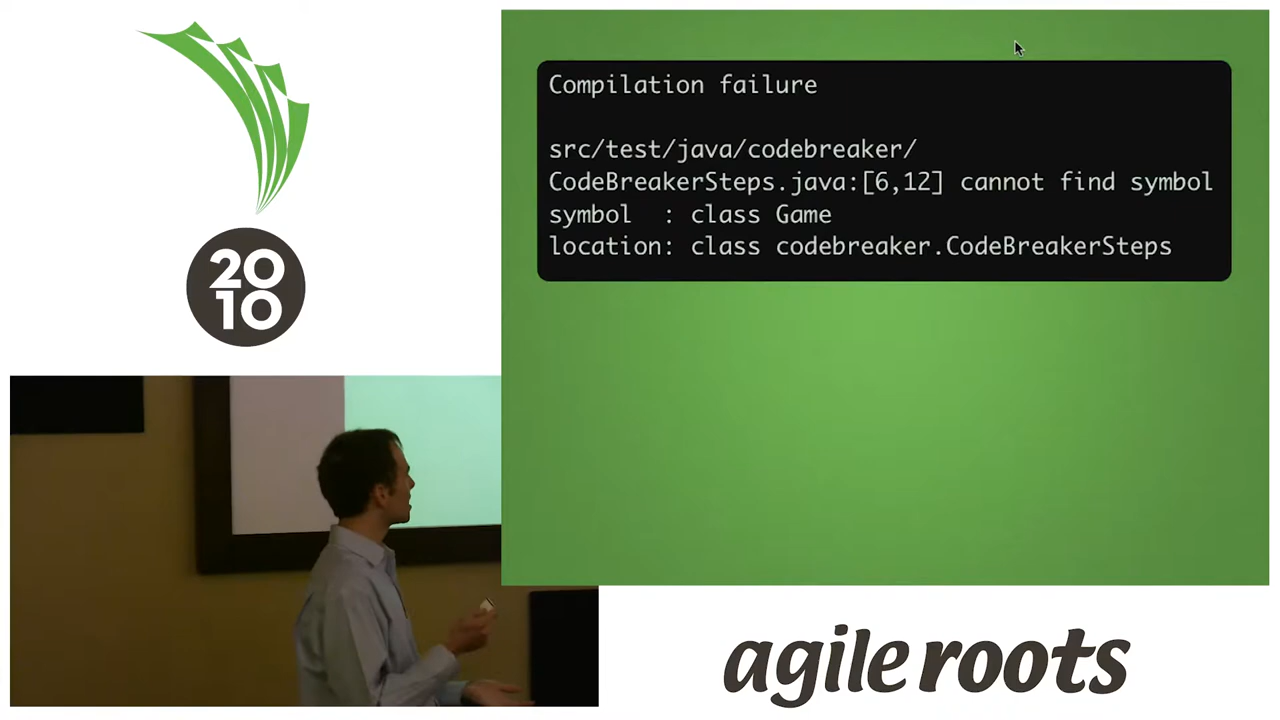 Compilation failure
src/test/java/codebreaker/
CodeBreakerSteps.java:[6,12] cannot find symbol
symbol  : class Game
location: class codebreaker.CodeBreakerSteps
20
10
agile roots